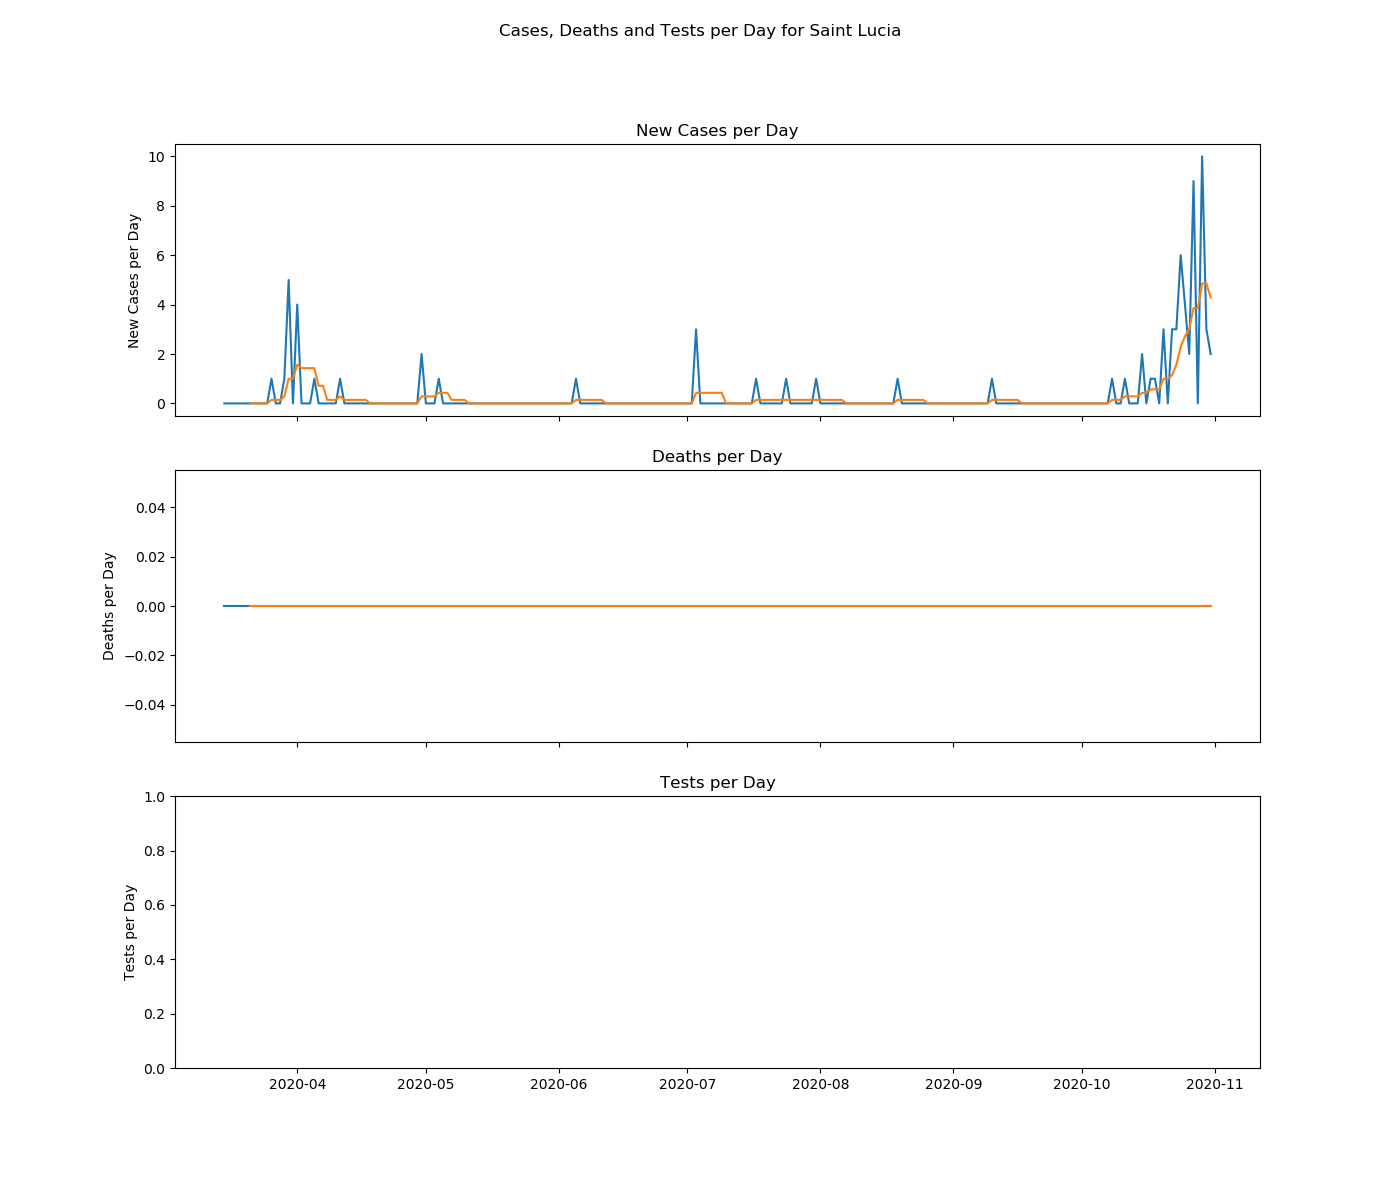 Cases, Deaths and Tests per Day for Saint Lucia
New Cases per Day
New Cases per Day
10
8
6
4
2
0
Deaths per Day
Deaths per Day
0.04
0.02
0.00
−0.02
−0.04
Tests per Day
Tests per Day
1.0
0.8
0.6
0.4
0.2
0.0
2020-04 2020-05 2020-06 2020-07 2020-08 2020-09 2020-10 2020-11